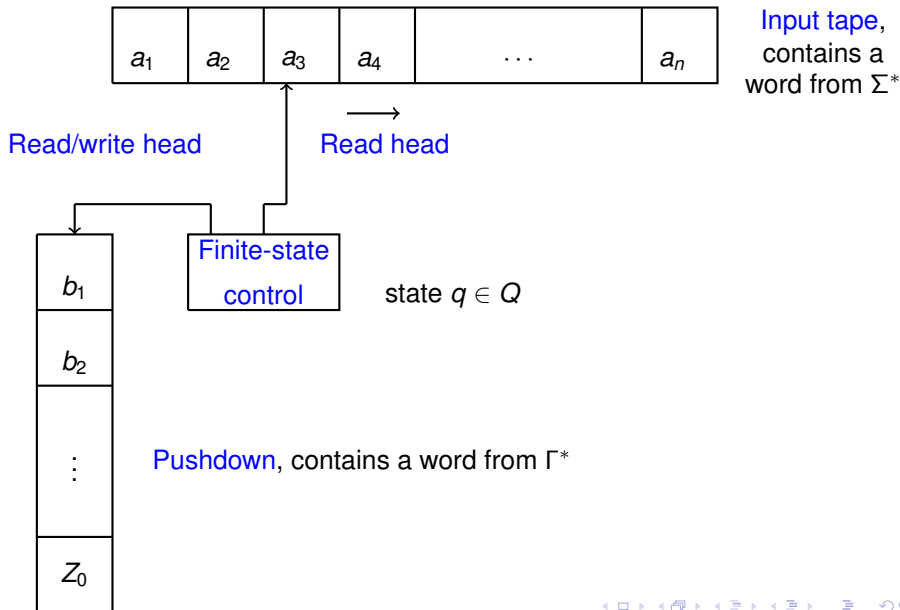 a₁ a₂ a₃ a₄ ⋯ aₙ
Input tape,
contains a
word from Σ*
Read/write head
Read head
Finite-state
control
state q ∈ Q
b₁
b₂
⋮
Pushdown, contains a word from Γ*
Z₀